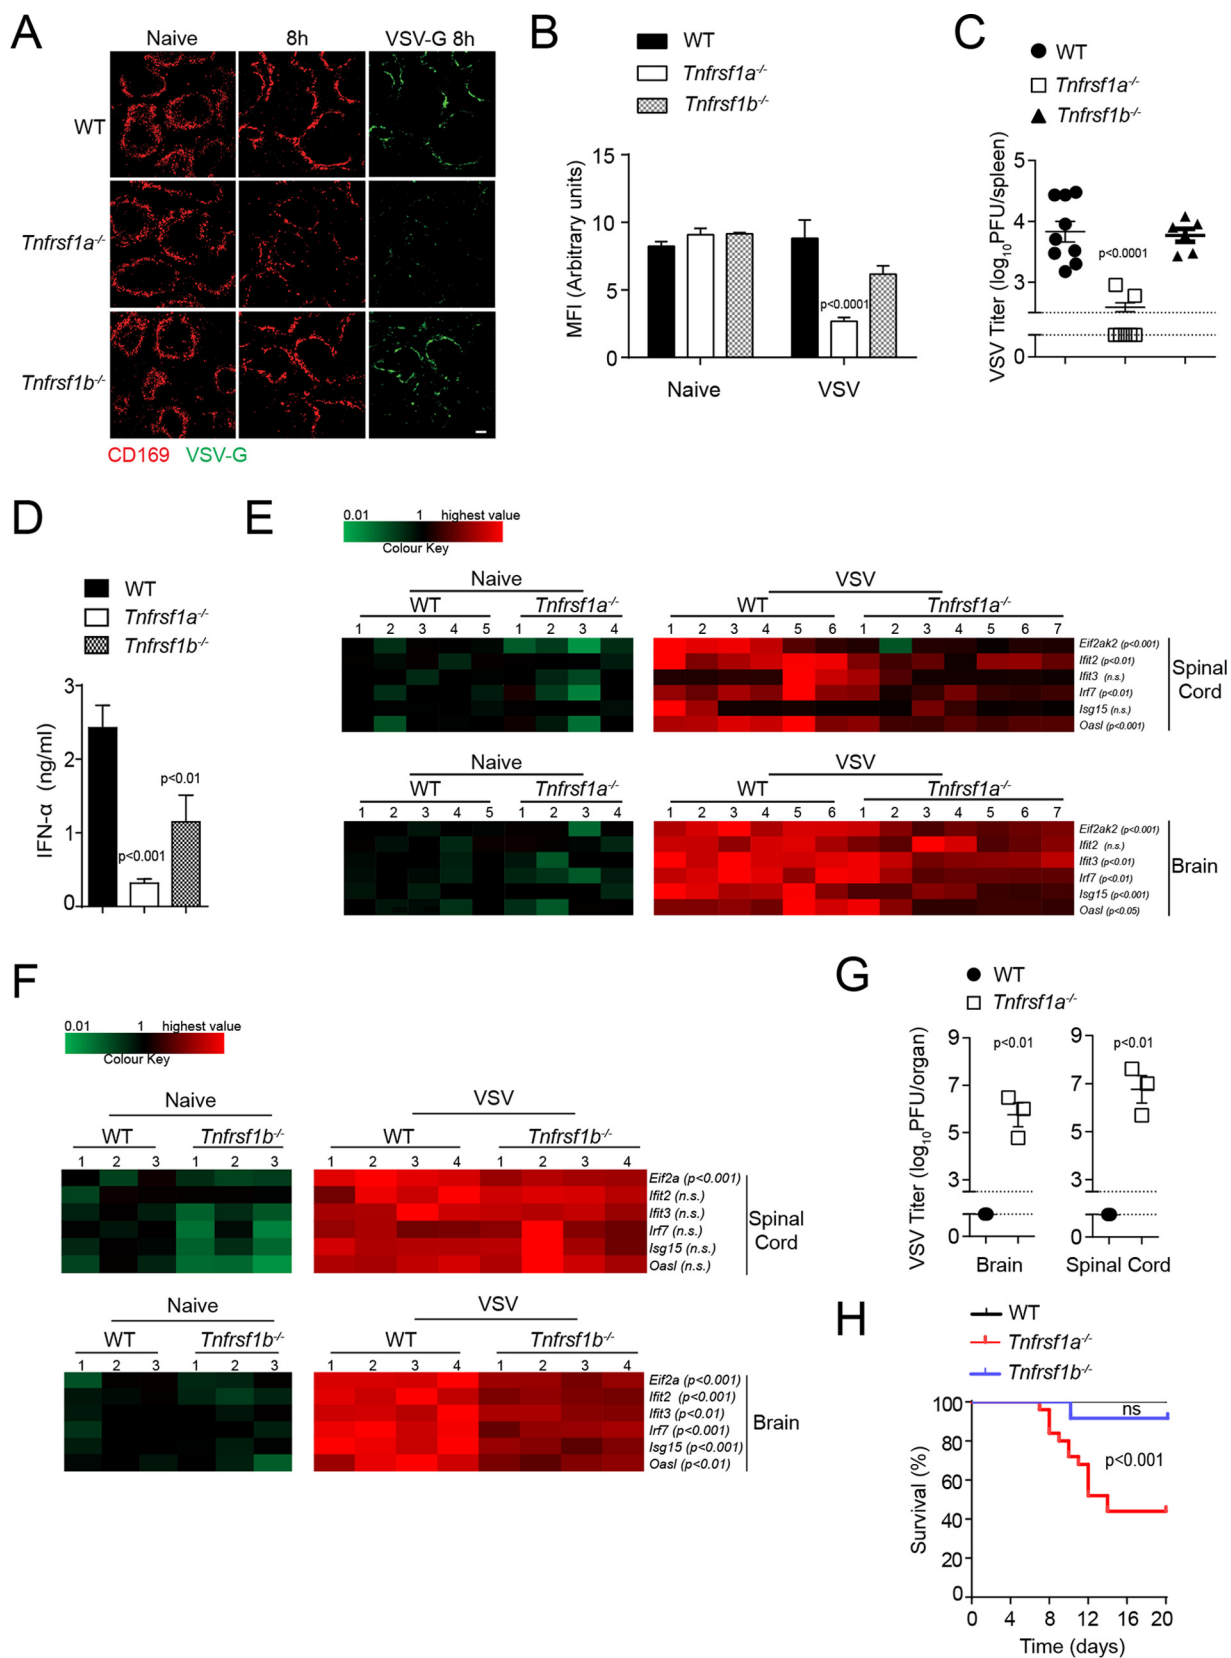 A
Naive 8h VSV-G 8h
WT
Tnfrsf1a-/-
Tnfrsf1b-/-
CD169 VSV-G
B
WT
Tnfrsf1a-/-
Tnfrsf1b-/-
MFI (Arbitrary units)
15
10
5
0
p<0.0001
Naive VSV
C
WT
Tnfrsf1a-/-
Tnfrsf1b-/-
VSV Titer (log10PFU/spleen)
5
4
3
0
p<0.0001
D
WT
Tnfrsf1a-/-
Tnfrsf1b-/-
IFN-α (ng/ml)
3
2
1
0
p<0.001
p<0.01
E
0.01 1 highest value
Colour Key
Naive VSV
WT Tnfrsf1a-/- WT Tnfrsf1a-/-
1 2 3 4 5 1 2 3 4 1 2 3 4 5 6 1 2 3 4 5 6 7
Eif2ak2 (p<0.001)
Ifit2 (p<0.01)
Ifit3 (n.s.)
Irf7 (p<0.01)
Isg15 (n.s.)
Oasl (p<0.001)
Spinal
Cord
Naive VSV
WT Tnfrsf1a-/- WT Tnfrsf1a-/-
1 2 3 4 5 1 2 3 4 1 2 3 4 5 6 1 2 3 4 5 6 7
Eif2ak2 (p<0.001)
Ifit2 (n.s.)
Ifit3 (p<0.01)
Irf7 (p<0.01)
Isg15 (p<0.001)
Oasl (p<0.05)
Brain
F
0.01 1 highest value
Colour Key
Naive VSV
WT Tnfrsf1b-/- WT Tnfrsf1b-/-
1 2 3 1 2 3 1 2 3 4 1 2 3 4
Eif2a (p<0.001)
Ifit2 (n.s.)
Ifit3 (n.s.)
Irf7 (n.s.)
Isg15 (n.s.)
Oasl (n.s.)
Spinal
Cord
Naive VSV
WT Tnfrsf1b-/- WT Tnfrsf1b-/-
1 2 3 1 2 3 1 2 3 4 1 2 3 4
Eif2a (p<0.001)
Ifit2 (p<0.001)
Ifit3 (p<0.01)
Irf7 (p<0.001)
Isg15 (p<0.001)
Oasl (p<0.01)
Brain
G
WT
Tnfrsf1a-/-
VSV Titer (log10PFU/organ)
9 9
7 7
5 5
3 3
0 0
p<0.01 p<0.01
Brain Spinal Cord
H
WT
Tnfrsf1a-/-
Tnfrsf1b-/-
Survival (%)
100
80
60
40
20
0
ns
p<0.001
0 4 8 12 16 20
Time (days)